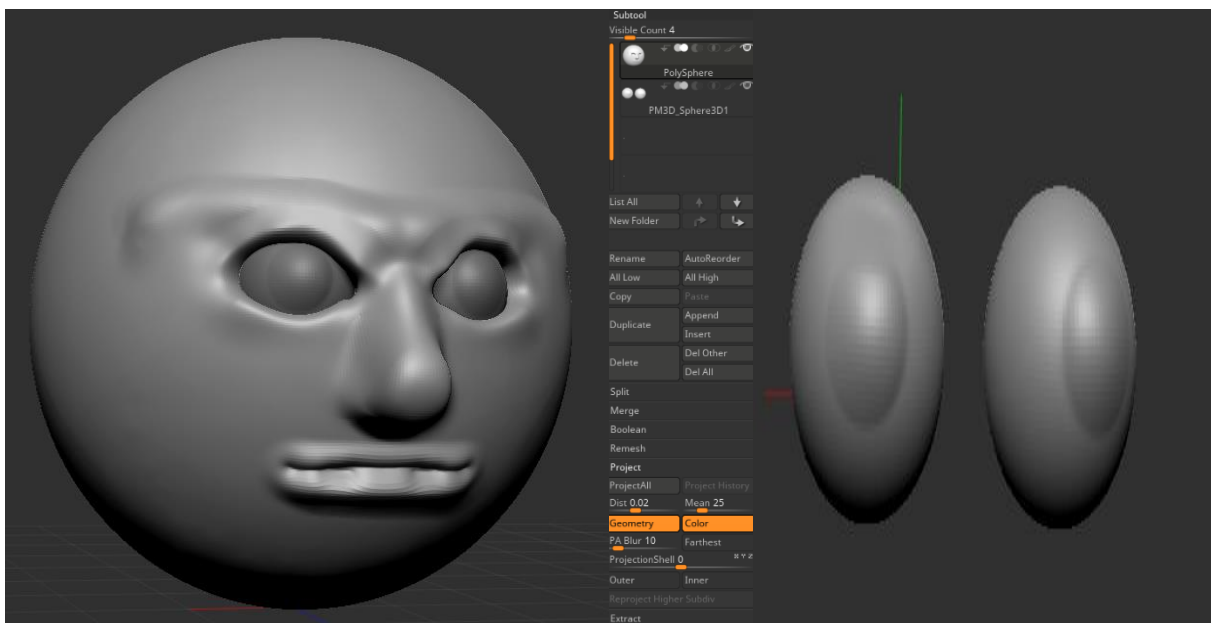 Subtool
Visible Count 4
PolySphere
PM3D_Sphere3D1
List All
New Folder
Rename AutoReorder
All Low All High
Copy Paste
Duplicate Append
Insert
Delete Del Other
Del All
Split
Merge
Boolean
Remesh
Project
ProjectAll Project History
Dist 0.02 Mean 25
Geometry Color
PA Blur 10 Farthest
ProjectionShell 0 X Y Z
Outer Inner
Reproject Higher Subdiv
Extract